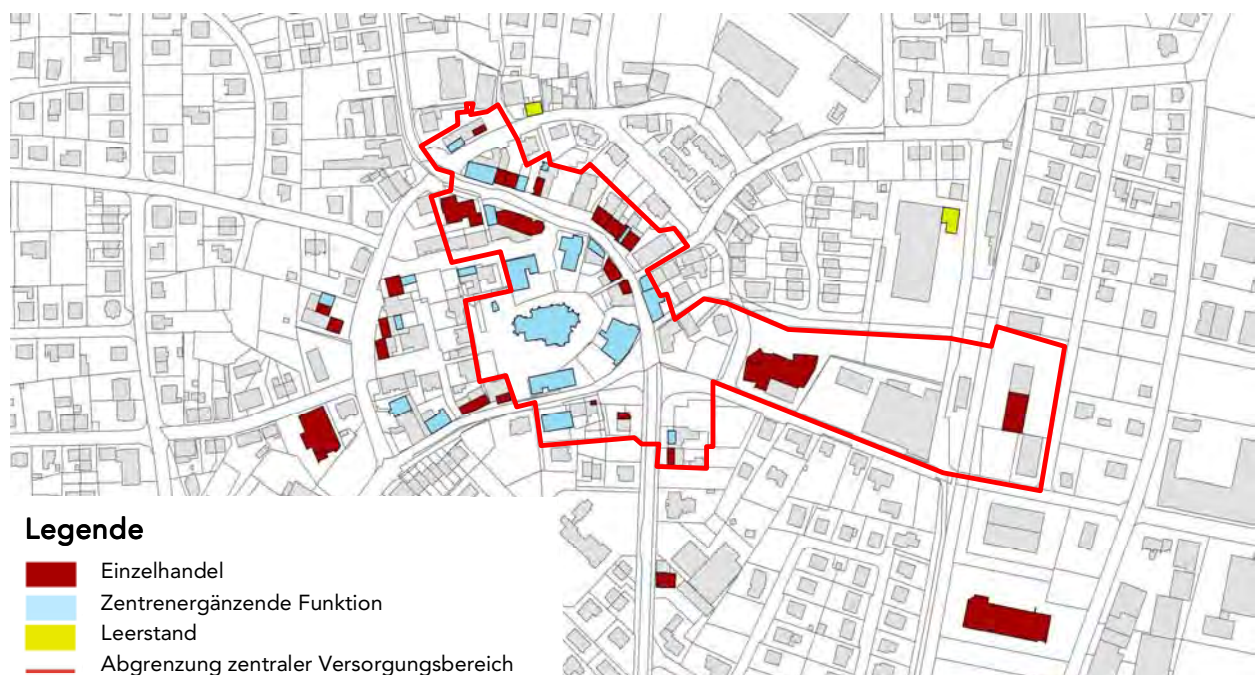 Legende
Einzelhandel
Zentrenergänzende Funktion
Leerstand
Abgrenzung zentraler Versorgungsbereich